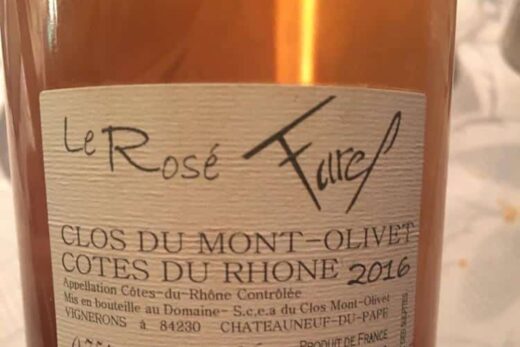 Le Rosé Farel
CLOS DU MONT-OLIVET
COTES DU RHONE 2016
Appellation Côtes-du-Rhône Contrôlée
Mis en bouteille au Domaine- S.c.e.a du Clos Mont-Olivet
VIGNERONS à 84230 CHATEAUNEUF-DU-PAPE
PRODUIT DE FRANCE